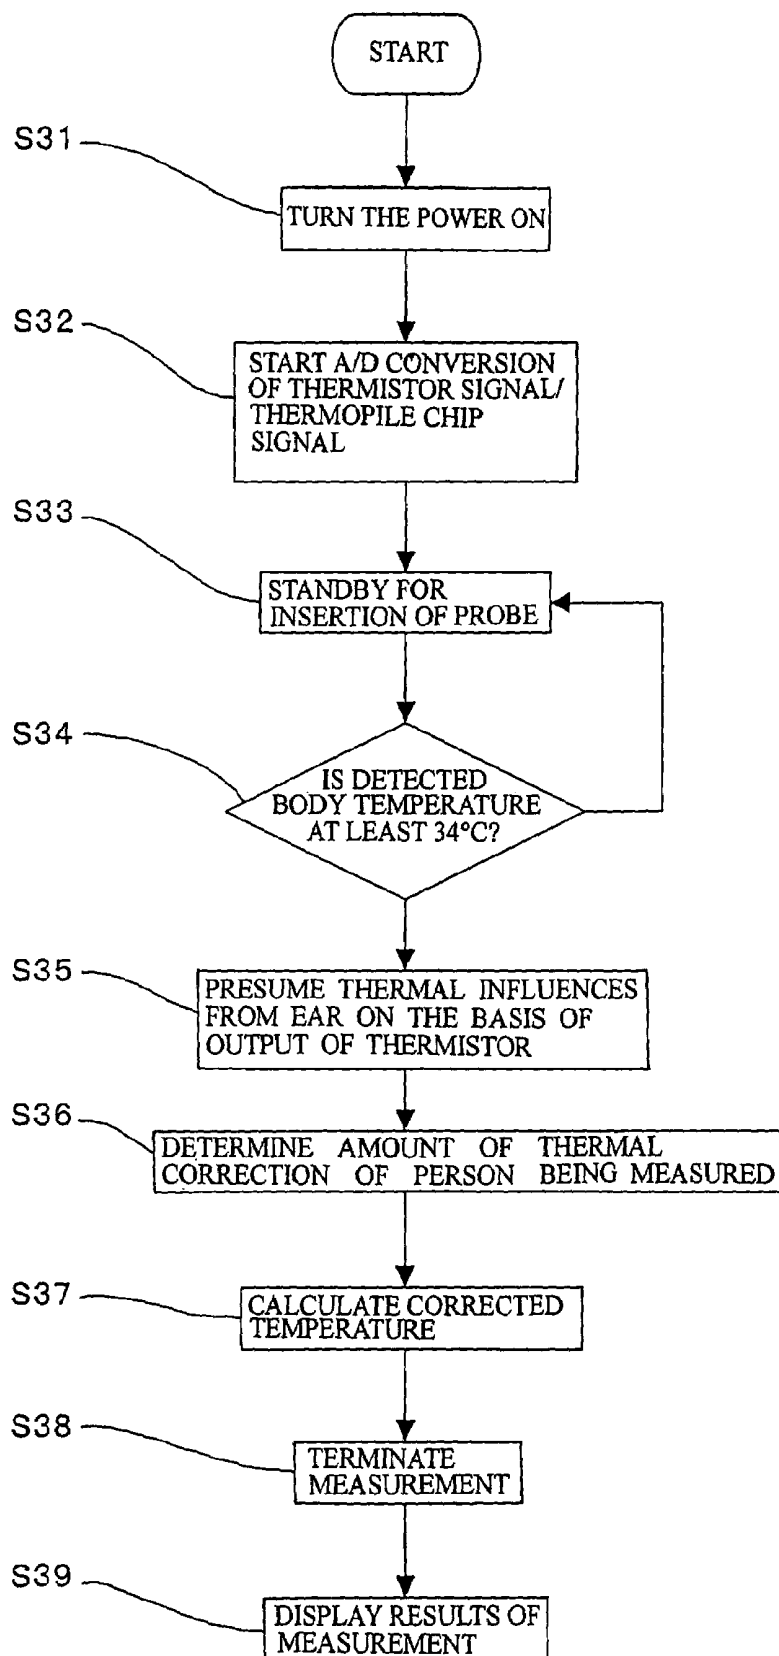 START
S31
TURN THE POWER ON
S32
START A/D CONVERSION
OF THERMISTOR SIGNAL/
THERMOPILE CHIP
SIGNAL
S33
STANDBY FOR
INSERTION OF PROBE
S34
IS DETECTED
BODY TEMPERATURE
AT LEAST 34°C?
S35
PRESUME THERMAL INFLUENCES
FROM EAR ON THE BASIS OF
OUTPUT OF THERMISTOR
S36
DETERMINE AMOUNT OF THERMAL
CORRECTION OF PERSON BEING MEASURED
S37
CALCULATE CORRECTED
TEMPERATURE
S38
TERMINATE
MEASUREMENT
S39
DISPLAY RESULTS OF
MEASUREMENT